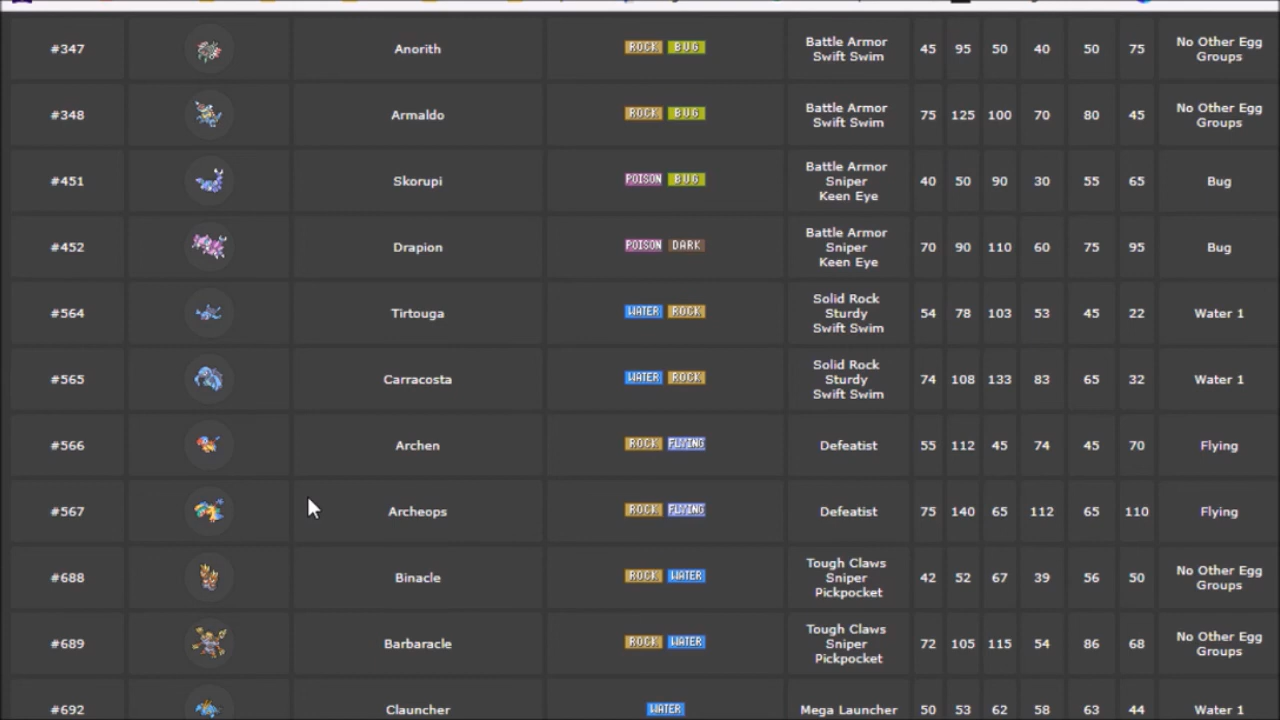 #347 Anorith ROCK BUG Battle Armor 45 95 50 40 50 75 No Other Egg
Swift Swim Groups
#348 Armaldo ROCK BUG Battle Armor 75 125 100 70 80 45 No Other Egg
Swift Swim Groups
#451 Skorupi POISON BUG Battle Armor 40 50 90 30 55 65 Bug
Sniper
Keen Eye
#452 Drapion POISON DARK Battle Armor 70 90 110 60 75 95 Bug
Sniper
Keen Eye
#564 Tirtouga WATER ROCK Solid Rock 54 78 103 53 45 22 Water 1
Sturdy
Swift Swim
#565 Carracosta WATER ROCK Solid Rock 74 108 133 83 65 32 Water 1
Sturdy
Swift Swim
#566 Archen ROCK FLYING Defeatist 55 112 45 74 45 70 Flying
#567 Archeops ROCK FLYING Defeatist 75 140 65 112 65 110 Flying
#688 Binacle ROCK WATER Tough Claws 42 52 67 39 56 50 No Other Egg
Sniper Groups
Pickpocket
#689 Barbaracle ROCK WATER Tough Claws 72 105 115 54 86 68 No Other Egg
Sniper Groups
Pickpocket
#692 Clauncher WATER Mega Launcher 50 53 62 58 63 44 Water 1